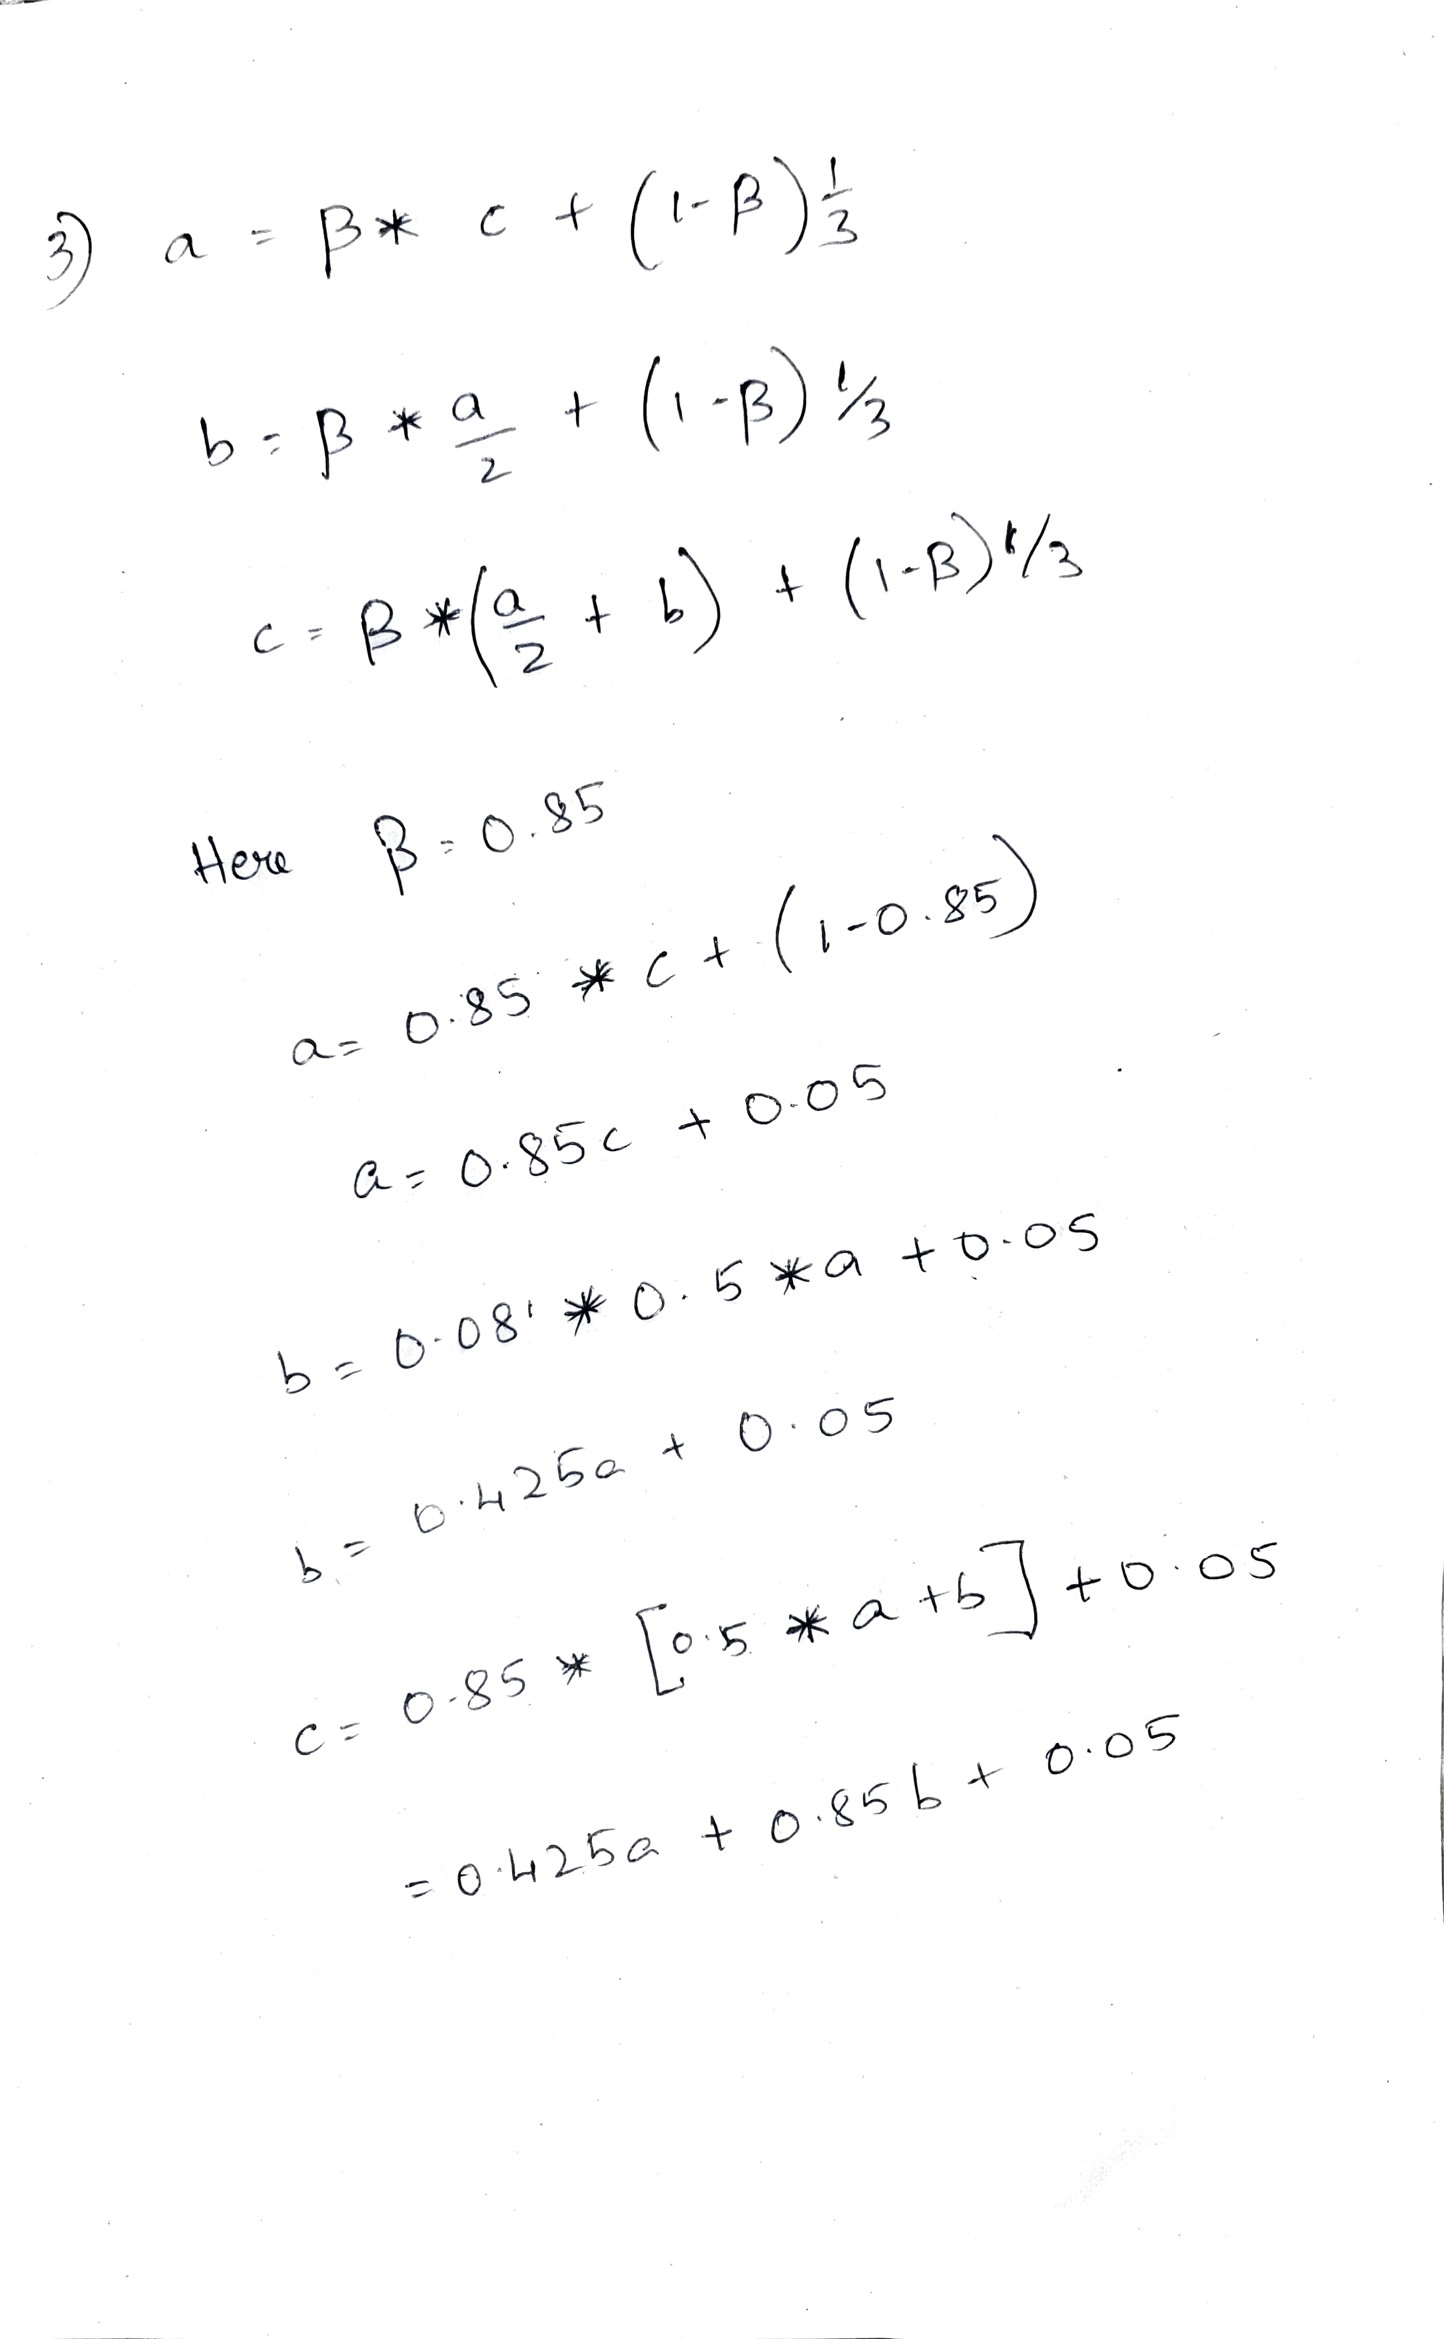 3) a = β * c + (1-β) 1/3
b = β * a/2 + (1-β) 1/3
c = β * (a/2 + b) + (1-β) 1/3
Here β = 0.85
a = 0.85 * c + (1-0.85)
a = 0.85c + 0.05
b = 0.08' * 0.5 * a + 0.05
b = 0.425a + 0.05
c = 0.85 * [0.5 * a + b] + 0.05
= 0.425a + 0.85b + 0.05